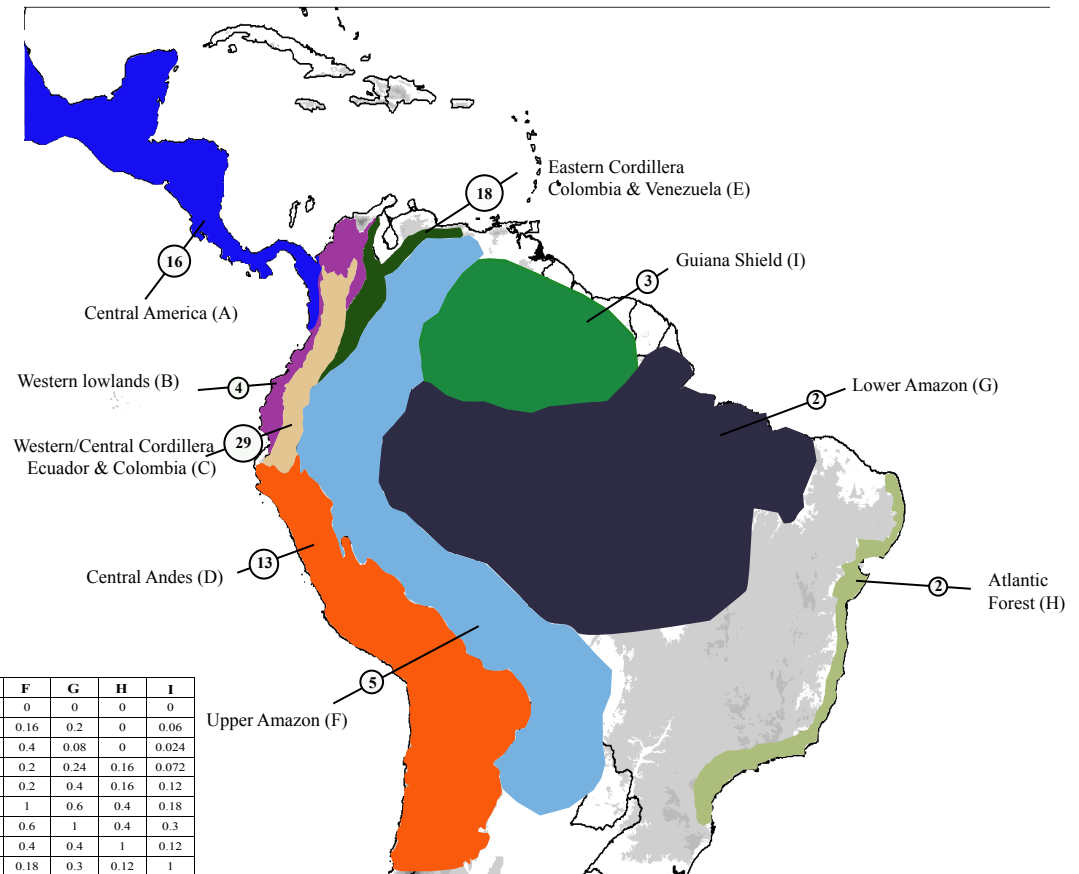 18
Eastern Cordillera
Colombia & Venezuela (E)
16
3
Guiana Shield (I)
Central America (A)
Western lowlands (B)
4
2
Lower Amazon (G)
29
Western/Central Cordillera
Ecuador & Colombia (C)
13
Central Andes (D)
2
Atlantic
Forest (H)
5
Upper Amazon (F)
F G H I
0 0 0 0
0.16 0.2 0 0.06
0.4 0.08 0 0.024
0.2 0.24 0.16 0.072
0.2 0.4 0.16 0.12
1 0.6 0.4 0.18
0.6 1 0.4 0.3
0.4 0.4 1 0.12
0.18 0.3 0.12 1